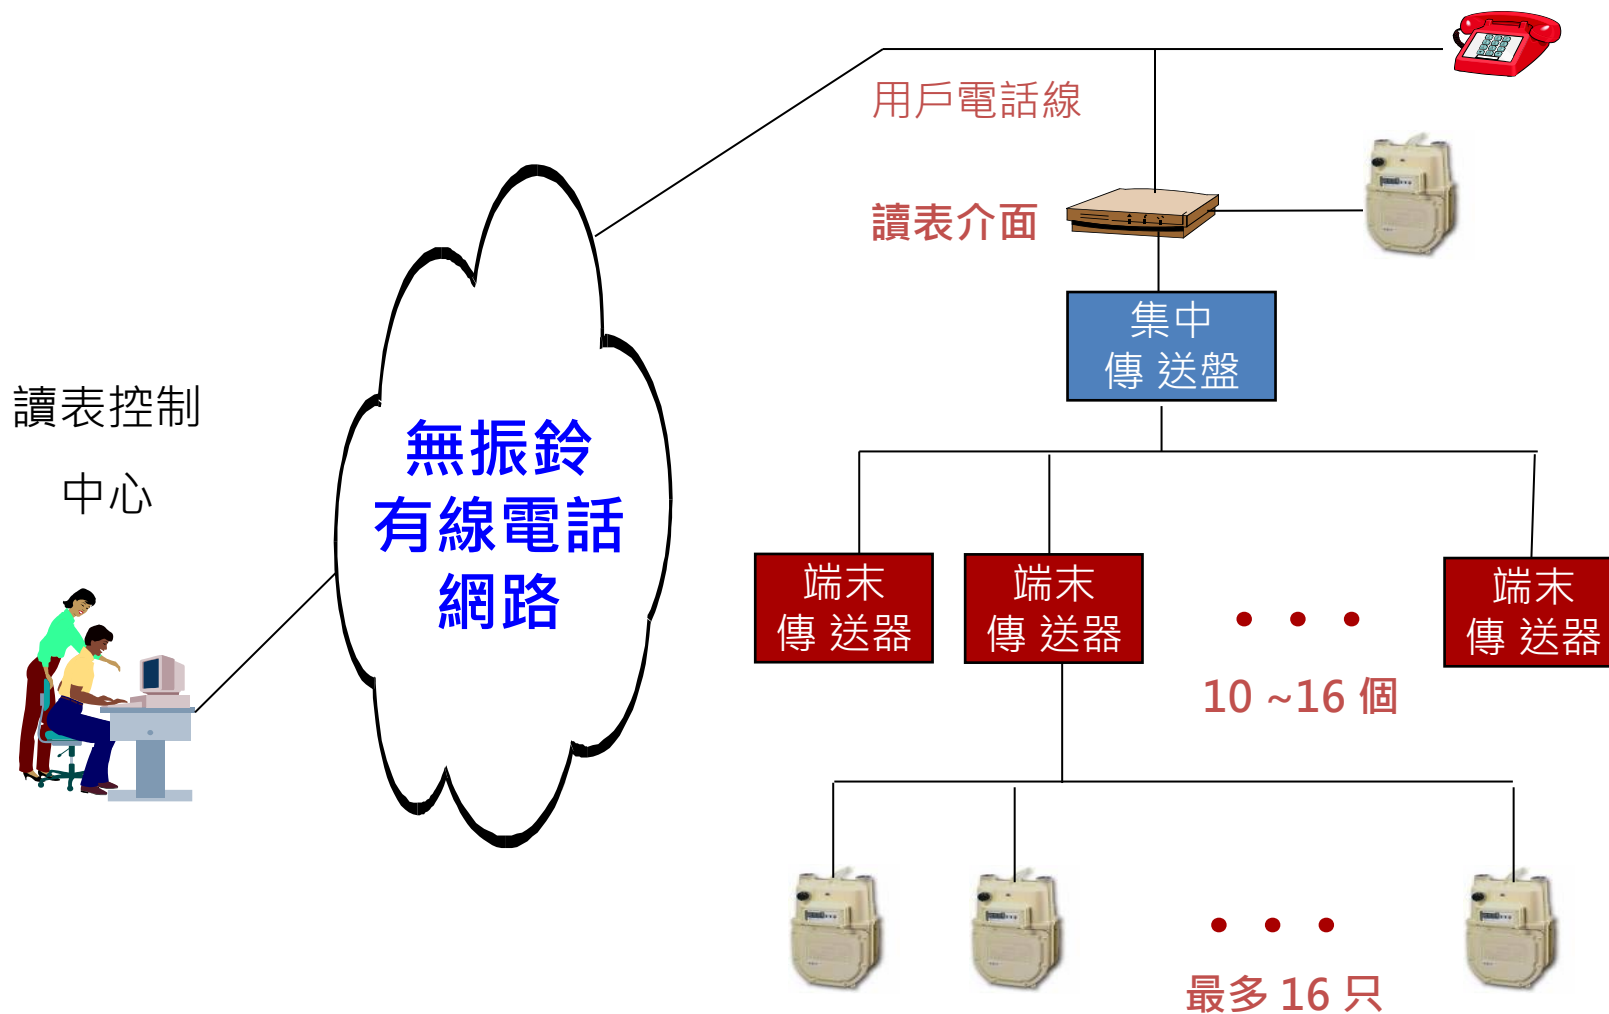 用戶電話線
讀表介面
集中
傳 送盤
讀表控制
中心
無振鈴
有線電話
網路
端末
傳 送器
端末
傳 送器
端末
傳 送器
10 ~16 個
最多 16 只